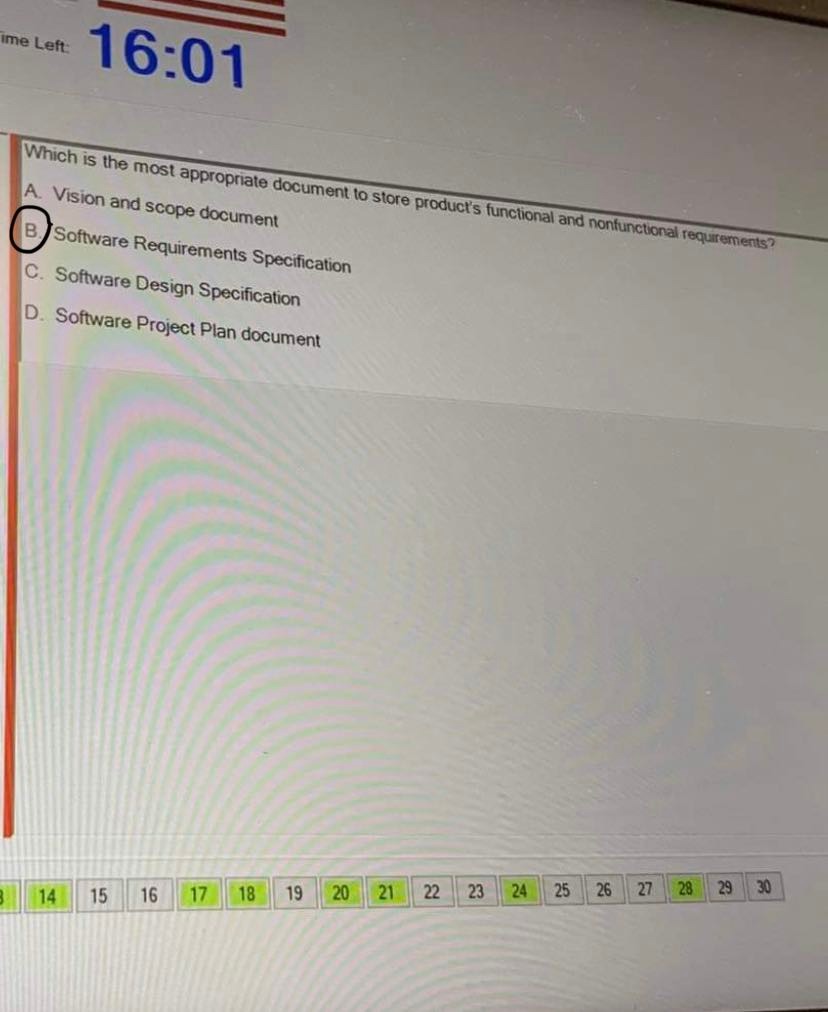 ime Left: 16:01
Which is the most appropriate document to store product's functional and nonfunctional requirements?
A. Vision and scope document
B. Software Requirements Specification
C. Software Design Specification
D. Software Project Plan document
14 15 16 17 18 19 20 21 22 23 24 25 26 27 28 29 30